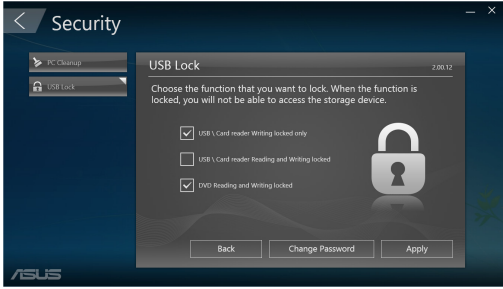 Security
PC Cleanup
USB Lock
USB Lock
2.00.12
Choose the function that you want to lock. When the function is
locked, you will not be able to access the storage device.
USB \ Card reader Writing locked only
USB \ Card reader Reading and Writing locked
DVD Reading and Writing locked
Back
Change Password
Apply
ASUS